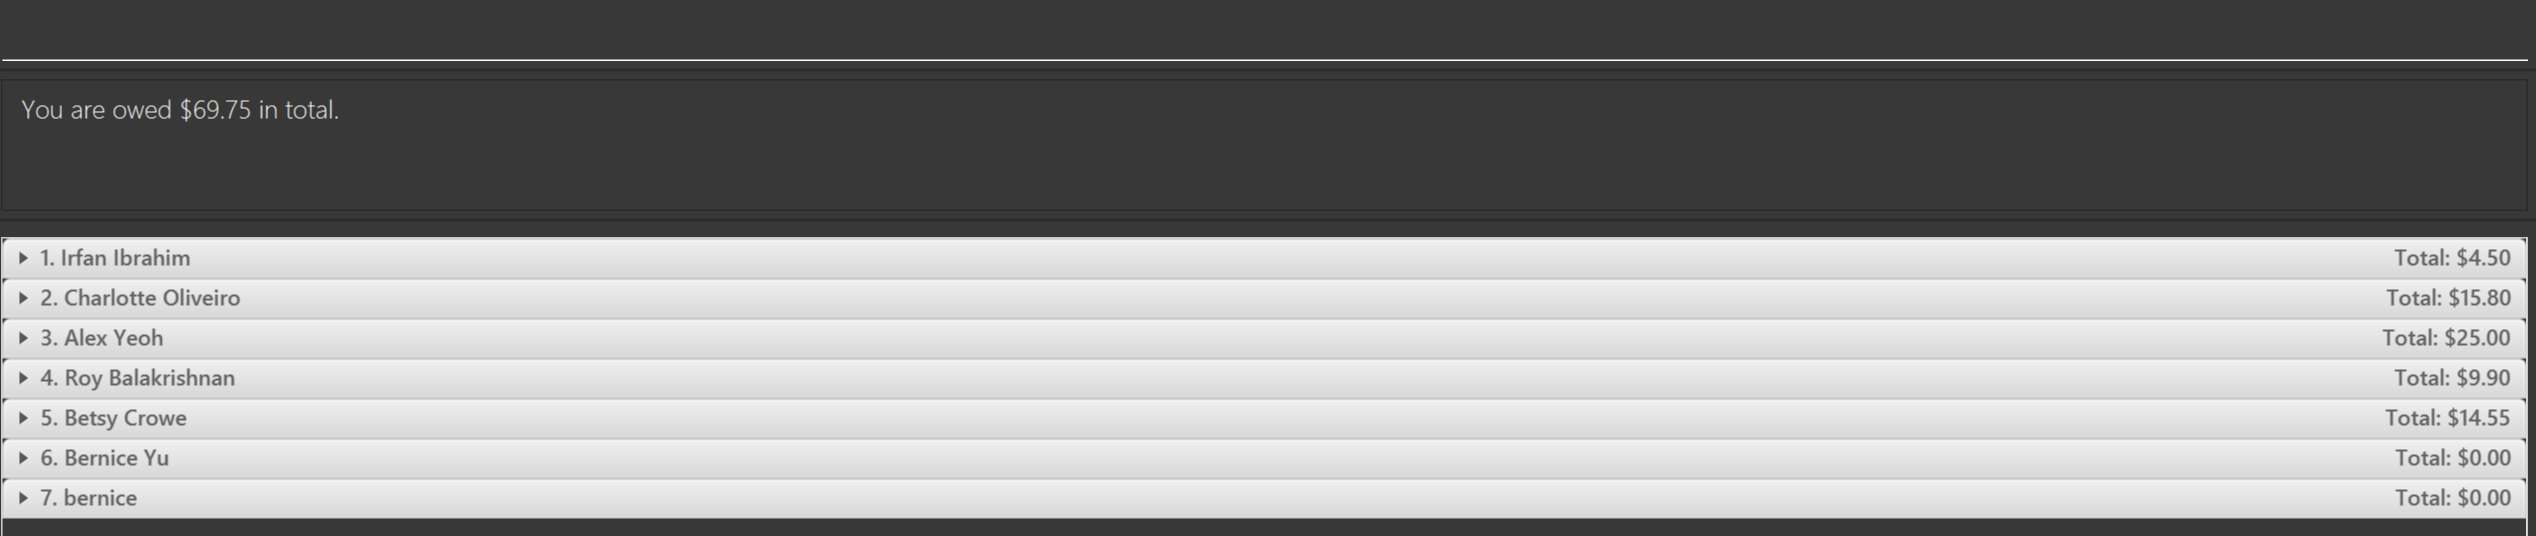 You are owed $69.75 in total.
1. Irfan Ibrahim Total: $4.50
2. Charlotte Oliveiro Total: $15.80
3. Alex Yeoh Total: $25.00
4. Roy Balakrishnan Total: $9.90
5. Betsy Crowe Total: $14.55
6. Bernice Yu Total: $0.00
7. bernice Total: $0.00